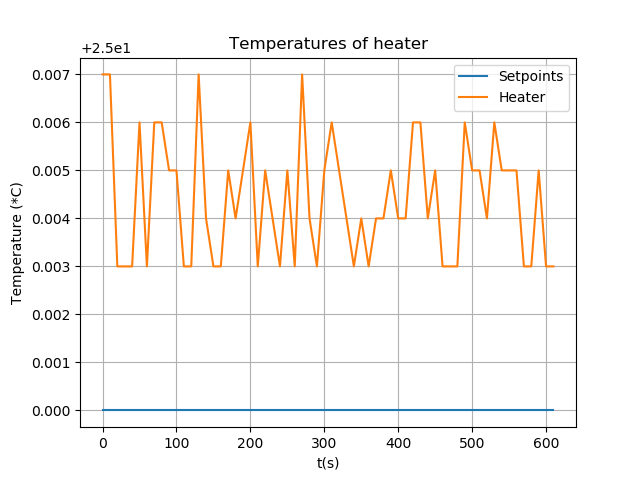 Temperatures of heater
+2.5e1
Setpoints
Heater
Temperature (*C)
0.007
0.006
0.005
0.004
0.003
0.002
0.001
0.000
0 100 200 300 400 500 600
t(s)